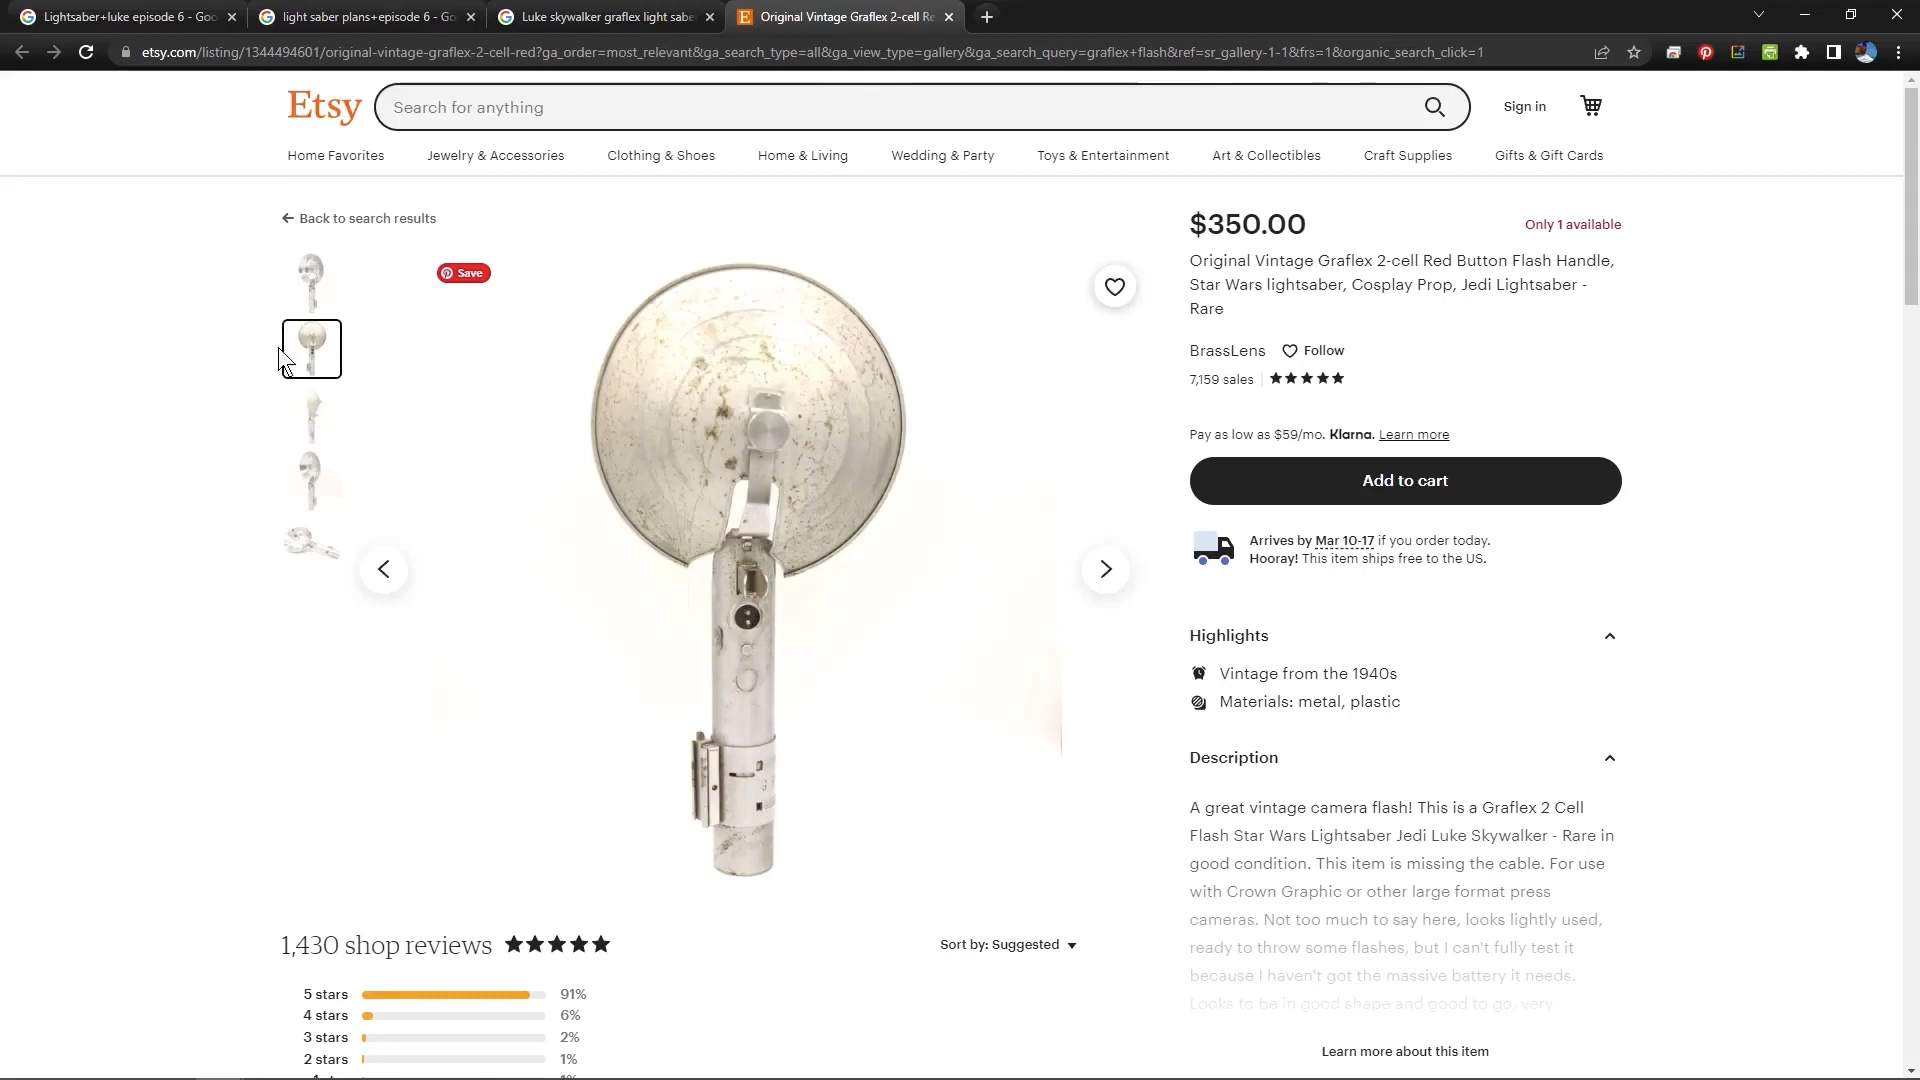 Lightsaber+luke episode 6 - Goo
light saber plans+episode 6 - Go
Luke skywalker graflex light sabe
Original Vintage Graflex 2-cell Re
etsy.com/listing/1344494601/original-vintage-graflex-2-cell-red?ga_order=most_relevant&ga_search_type=all&ga_view_type=gallery&ga_search_query=graflex+flash&ref=sr_gallery-1-1&frs=1&organic_search_click=1
Etsy
Search for anything
Sign in
Home Favorites
Jewelry & Accessories
Clothing & Shoes
Home & Living
Wedding & Party
Toys & Entertainment
Art & Collectibles
Craft Supplies
Gifts & Gift Cards
Back to search results
Save
$350.00
Only 1 available
Original Vintage Graflex 2-cell Red Button Flash Handle,
Star Wars lightsaber, Cosplay Prop, Jedi Lightsaber -
Rare
BrassLens
Follow
7,159 sales
Pay as low as $59/mo. Klarna. Learn more
Add to cart
Arrives by Mar 10-17 if you order today.
Hooray! This item ships free to the US.
Highlights
Vintage from the 1940s
Materials: metal, plastic
Description
A great vintage camera flash! This is a Graflex 2 Cell
Flash Star Wars Lightsaber Jedi Luke Skywalker - Rare in
good condition. This item is missing the cable. For use
with Crown Graphic or other large format press
cameras. Not too much to say here, looks lightly used,
ready to throw some flashes, but I can't fully test it
because I haven't got the massive battery it needs.
Looks to be in good shape and good to go, very
Learn more about this item
1,430 shop reviews
Sort by: Suggested
5 stars 91%
4 stars 6%
3 stars 2%
2 stars 1%